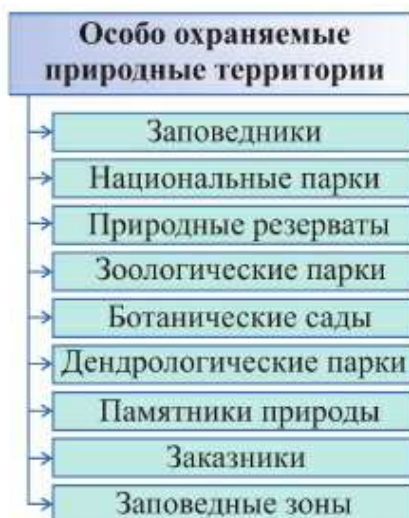 Особо охраняемые
природные территории
Заповедники
Национальные парки
Природные резерваты
Зоологические парки
Ботанические сады
Дендрологические парки
Памятники природы
Заказники
Заповедные зоны